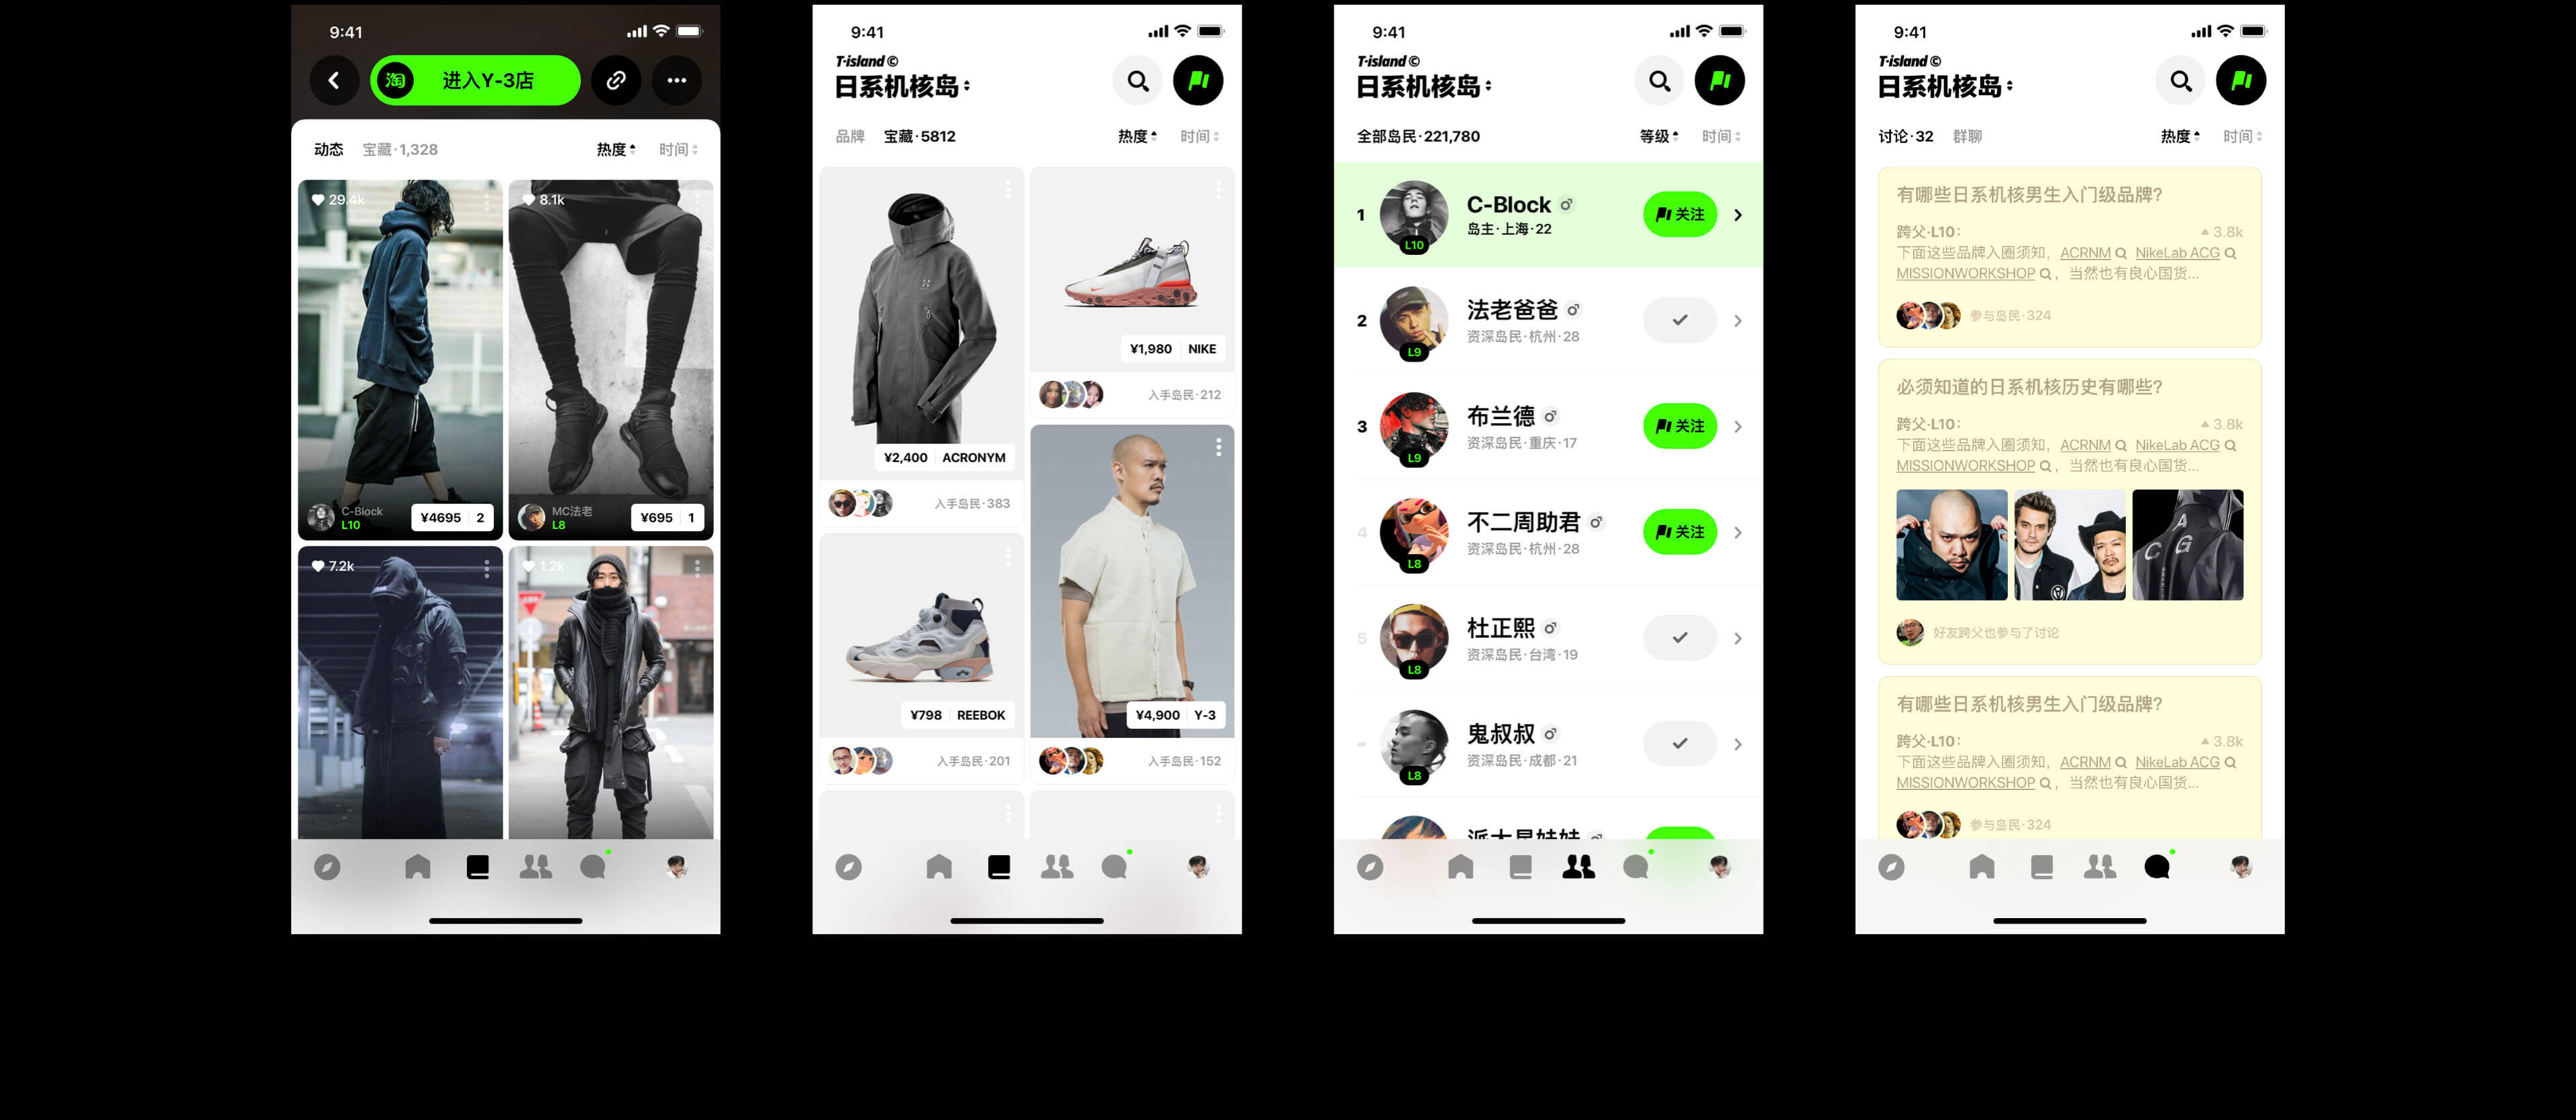 9:41
淘 进入Y-3店
动态 宝藏·1,328 热度 时间
29.4k
8.1k
C-Block
L10
¥4695 2
MC法老
L8
¥695 1
7.2k
1.2k
9:41
T·island ©
日系机核岛
品牌 宝藏·5812 热度 时间
¥2,400 ACRONYM
入手岛民·383
¥1,980 NIKE
入手岛民·212
¥798 REEBOK
入手岛民·201
¥4,900 Y-3
入手岛民·152
9:41
T·island ©
日系机核岛
全部岛民·221,780 等级 时间
1 C-Block 关注
岛主·上海·22
L10
2 法老爸爸
资深岛民·杭州·28
L9
3 布兰德 关注
资深岛民·重庆·17
L9
4 不二周助君 关注
资深岛民·杭州·28
L8
5 杜正熙
资深岛民·台湾·19
L8
鬼叔叔
资深岛民·成都·21
L8
9:41
T·island ©
日系机核岛
讨论·32 群聊 热度 时间
有哪些日系机核男生入门级品牌?
跨父·L10: 3.8k
下面这些品牌入圈须知, ACRNM NikeLab ACG
MISSIONWORKSHOP , 当然也有良心国货...
参与岛民·324
必须知道的日系机核历史有哪些?
跨父·L10: 3.8k
下面这些品牌入圈须知, ACRNM NikeLab ACG
MISSIONWORKSHOP , 当然也有良心国货...
A
C G
好友跨父也参与了讨论
有哪些日系机核男生入门级品牌?
跨父·L10: 3.8k
下面这些品牌入圈须知, ACRNM NikeLab ACG
MISSIONWORKSHOP , 当然也有良心国货...
参与岛民·324